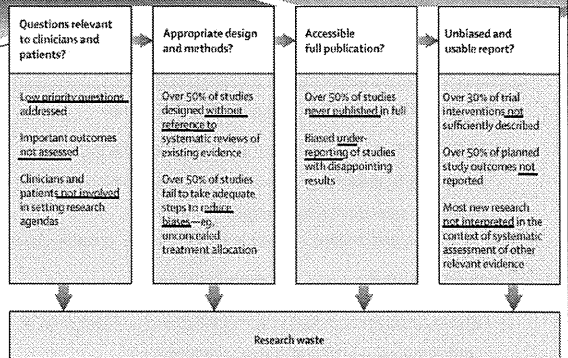 Questions relevant
to clinicians and
patients?
Low priority questions
addressed
Important outcomes
not assessed
Clinicians and
patients not involved
in setting research
agendas
Appropriate design
and methods?
Over 50% of studies
designed without
reference to
systematic reviews of
existing evidence
Over 50% of studies
fail to take adequate
steps to reduce
biases—eg,
unconcealed
treatment allocation
Accessible
full publication?
Over 50% of studies
never published in full
Biased under-
reporting of studies
with disappointing
results
Unbiased and
usable report?
Over 30% of trial
interventions not
sufficiently described
Over 50% of planned
study outcomes not
reported
Most new research
not interpreted in the
context of systematic
assessment of other
relevant evidence
Research waste